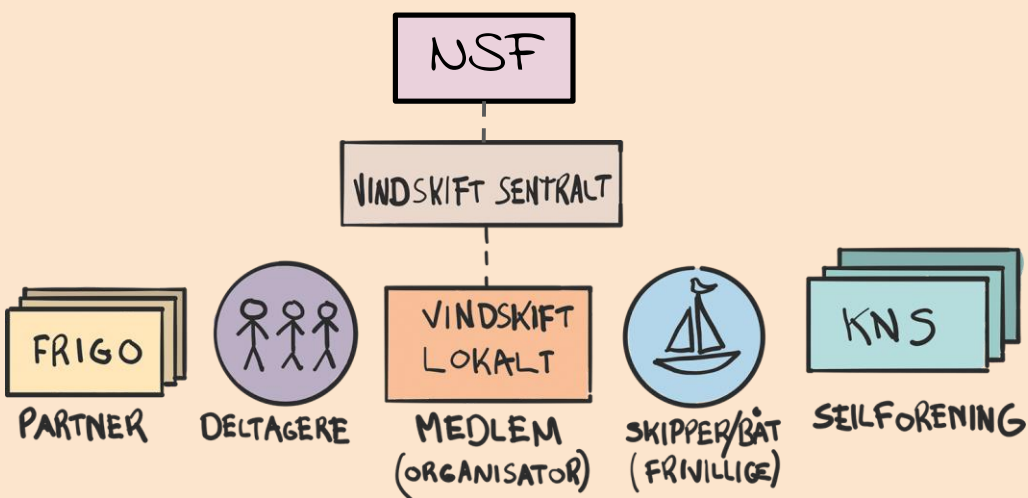 NSF
VINDSKIFT SENTRALT
FRIGO
PARTNER
DELTAGERE
VINDSKIFT
LOKALT
MEDLEM
(ORGANISATOR)
SKIPPER/BÅT
(FRIVILLIGE)
KNS
SEILFORENING